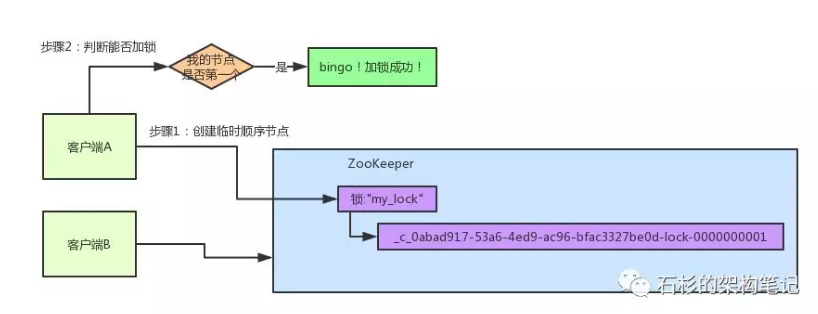 步骤2：判断能否加锁
我的节点
是否第一个
是
bingo！加锁成功！
客户端A
步骤1：创建临时顺序节点
ZooKeeper
锁:"my_lock"
_c_0abad917-53a6-4ed9-ac96-bfac3327be0d-lock-0000000001
客户端B
石杉的架构笔记